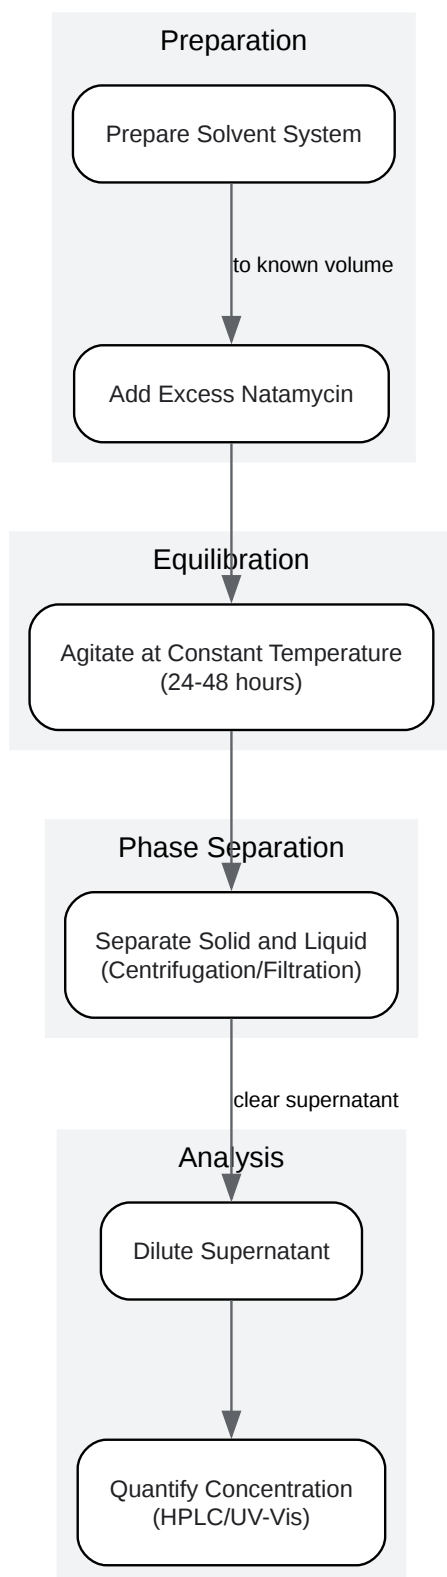 Preparation
Prepare Solvent System
to known volume
Add Excess Natamycin
Equilibration
Agitate at Constant Temperature
(24-48 hours)
Phase Separation
Separate Solid and Liquid
(Centrifugation/Filtration)
clear supernatant
Analysis
Dilute Supernatant
Quantify Concentration
(HPLC/UV-Vis)